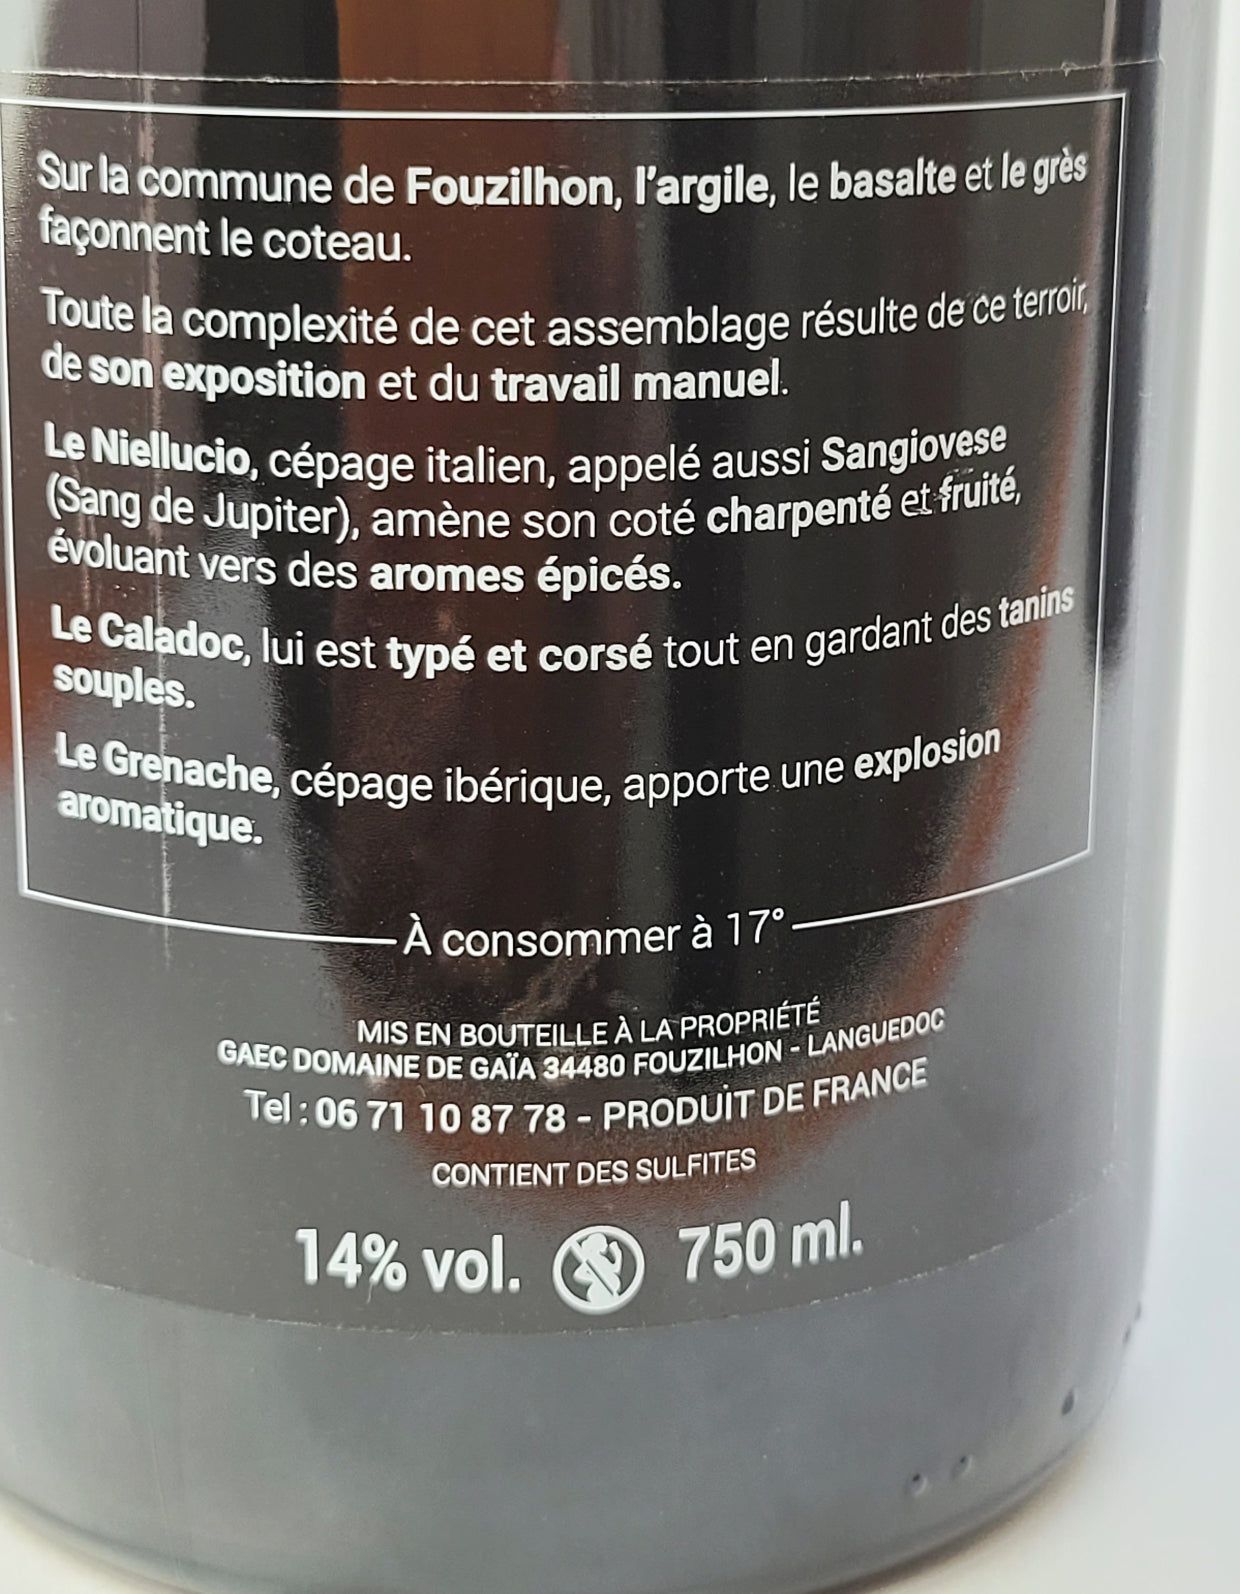 Sur la commune de Fouzilhon, l'argile, le basalte et le grès
façonnent le coteau.
Toute la complexité de cet assemblage résulte de ce terroir,
de son exposition et du travail manuel.
Le Niellucio, cépage italien, appelé aussi Sangiovese
(Sang de Jupiter), amène son coté charpenté et fruité,
évoluant vers des aromes épicés.
Le Caladoc, lui est typé et corsé tout en gardant des tanins
souples.
Le Grenache, cépage ibérique, apporte une explosion
aromatique.
À consommer à 17°
MIS EN BOUTEILLE À LA PROPRIÉTÉ
GAEC DOMAINE DE GAÏA 34480 FOUZILHON - LANGUEDOC
Tel : 06 71 10 87 78 - PRODUIT DE FRANCE
CONTIENT DES SULFITES
14% vol. 750 ml.